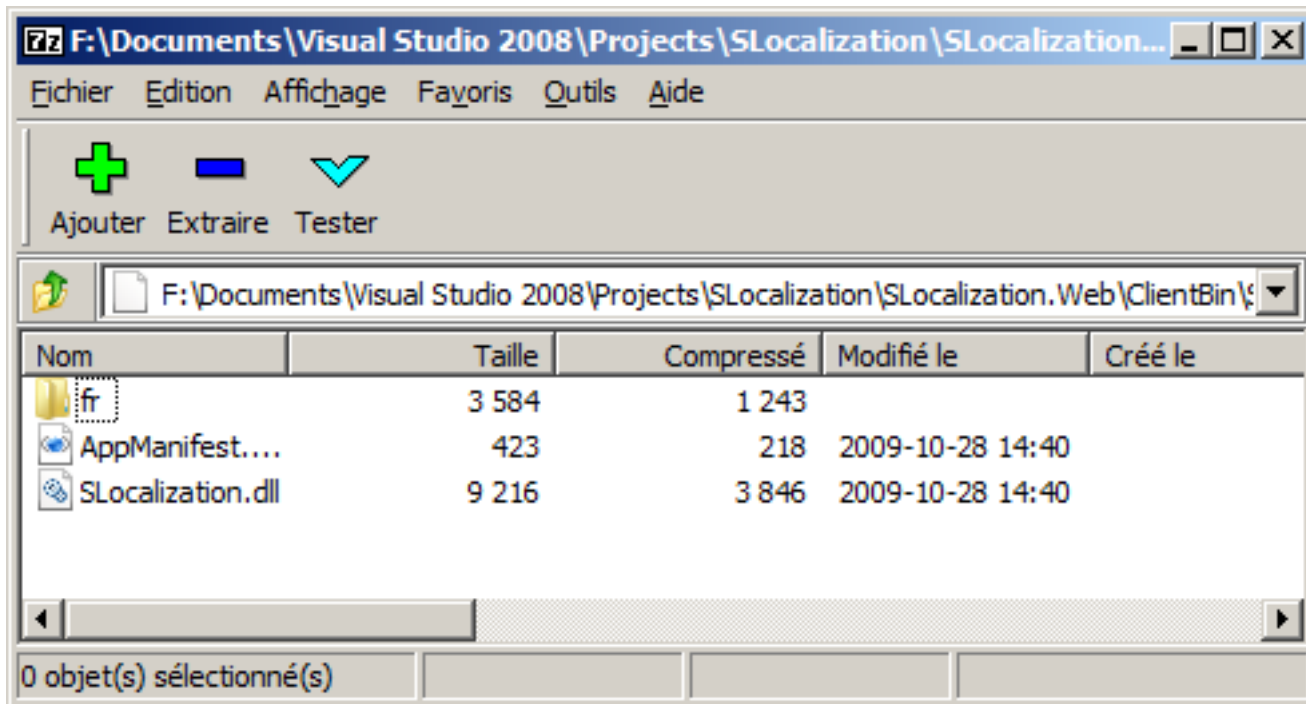 7z F:\Documents\Visual Studio 2008\Projects\SLocalization\SLocalization...
Fichier Edition Affichage Favoris Outils Aide
Ajouter Extraire Tester
F:\Documents\Visual Studio 2008\Projects\SLocalization\SLocalization.Web\ClientBin\
Nom Taille Compressé Modifié le Créé le
fr 3 584 1 243
AppManifest.... 423 218 2009-10-28 14:40
SLocalization.dll 9 216 3 846 2009-10-28 14:40
0 objet(s) sélectionné(s)